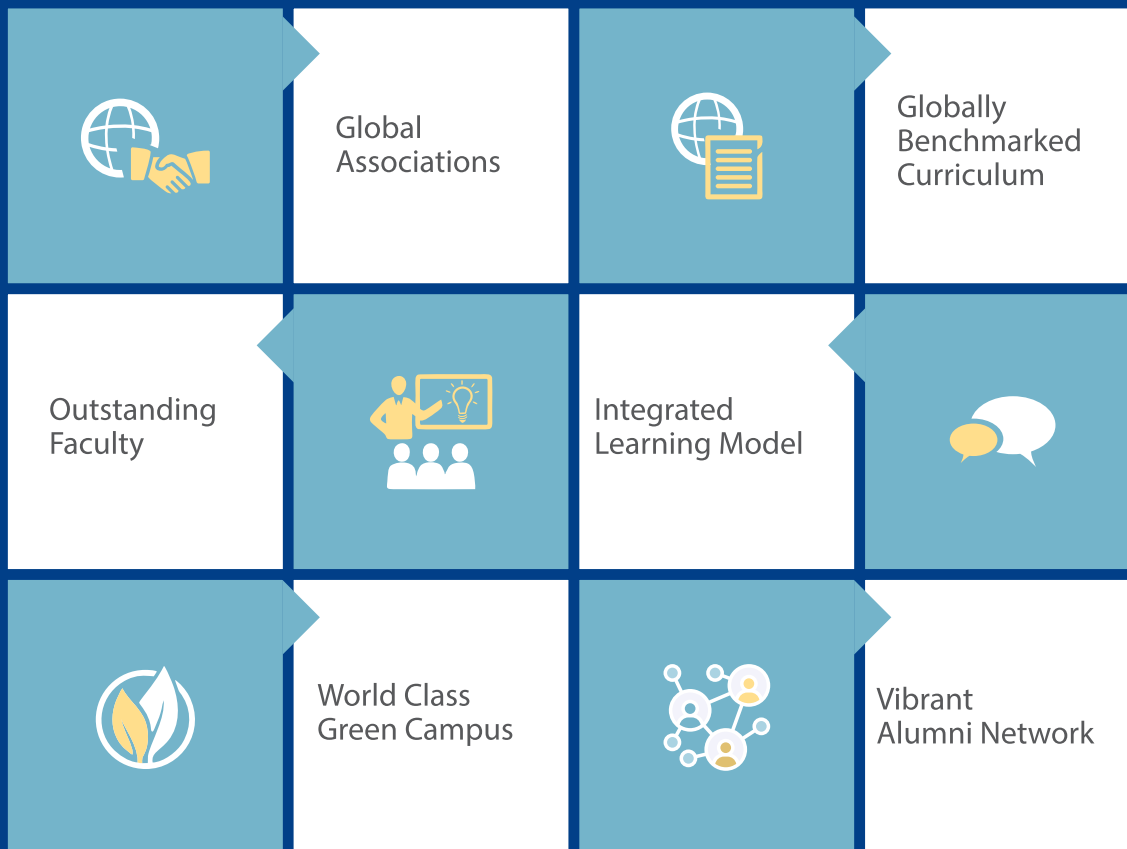 Global
Associations
Globally
Benchmarked
Curriculum
Outstanding
Faculty
Integrated
Learning Model
World Class
Green Campus
Vibrant
Alumni Network